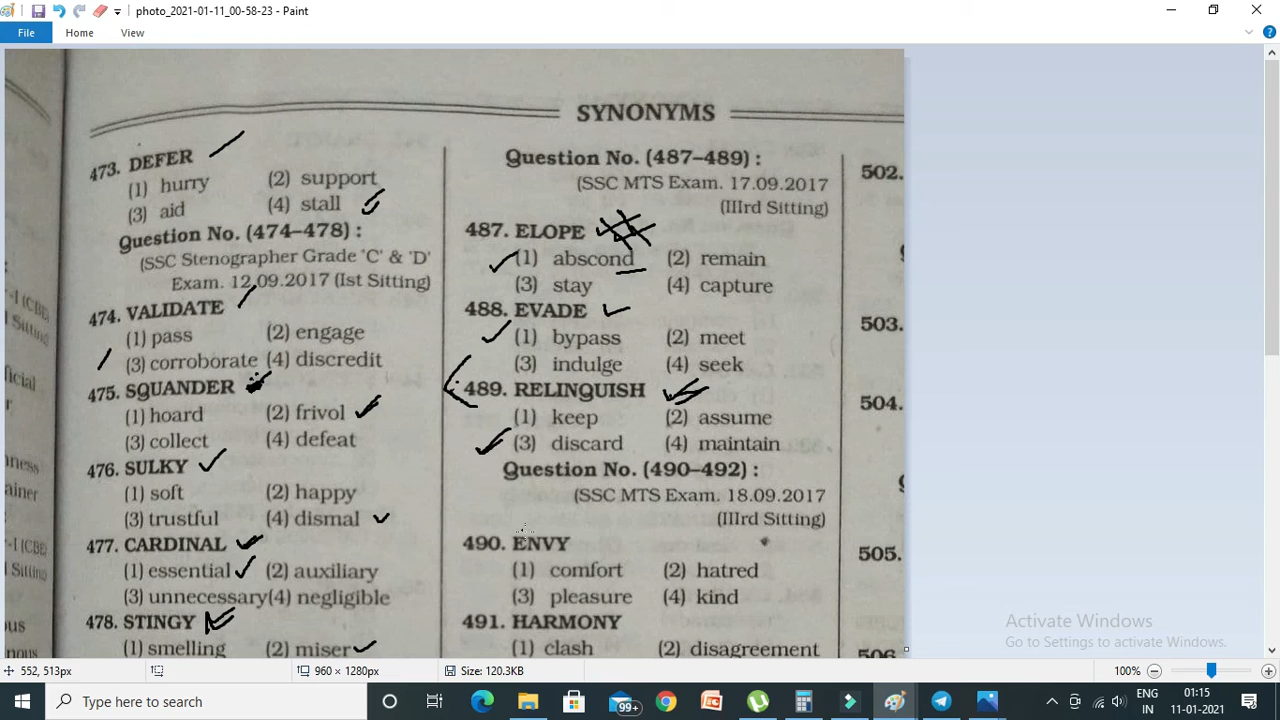 photo_2021-01-11_00-58-23 - Paint
File
Home
View
SYNONYMS
473. DEFER
(1) hurry (2) support
(3) aid (4) stall
Question No. (474–478) :
(SSC Stenographer Grade 'C' & 'D'
Exam. 12.09.2017 (Ist Sitting)
474. VALIDATE
(1) pass (2) engage
(3) corroborate (4) discredit
475. SQUANDER
(1) hoard (2) frivol
(3) collect (4) defeat
476. SULKY
(1) soft (2) happy
(3) trustful (4) dismal
477. CARDINAL
(1) essential (2) auxiliary
(3) unnecessary (4) negligible
478. STINGY
(1) smelling (2) miser
Question No. (487–489) :
(SSC MTS Exam. 17.09.2017
(IIIrd Sitting)
487. ELOPE
(1) abscond (2) remain
(3) stay (4) capture
488. EVADE
(1) bypass (2) meet
(3) indulge (4) seek
489. RELINQUISH
(1) keep (2) assume
(3) discard (4) maintain
Question No. (490–492) :
(SSC MTS Exam. 18.09.2017
(IIIrd Sitting)
490. ENVY
(1) comfort (2) hatred
(3) pleasure (4) kind
491. HARMONY
(1) clash (2) disagreement
502.
503.
504.
505.
506
Activate Windows
Go to Settings to activate Windows.
552, 513px
960 × 1280px
Size: 120.3KB
100%
Type here to search
99+
ENG
IN
01:15
11-01-2021